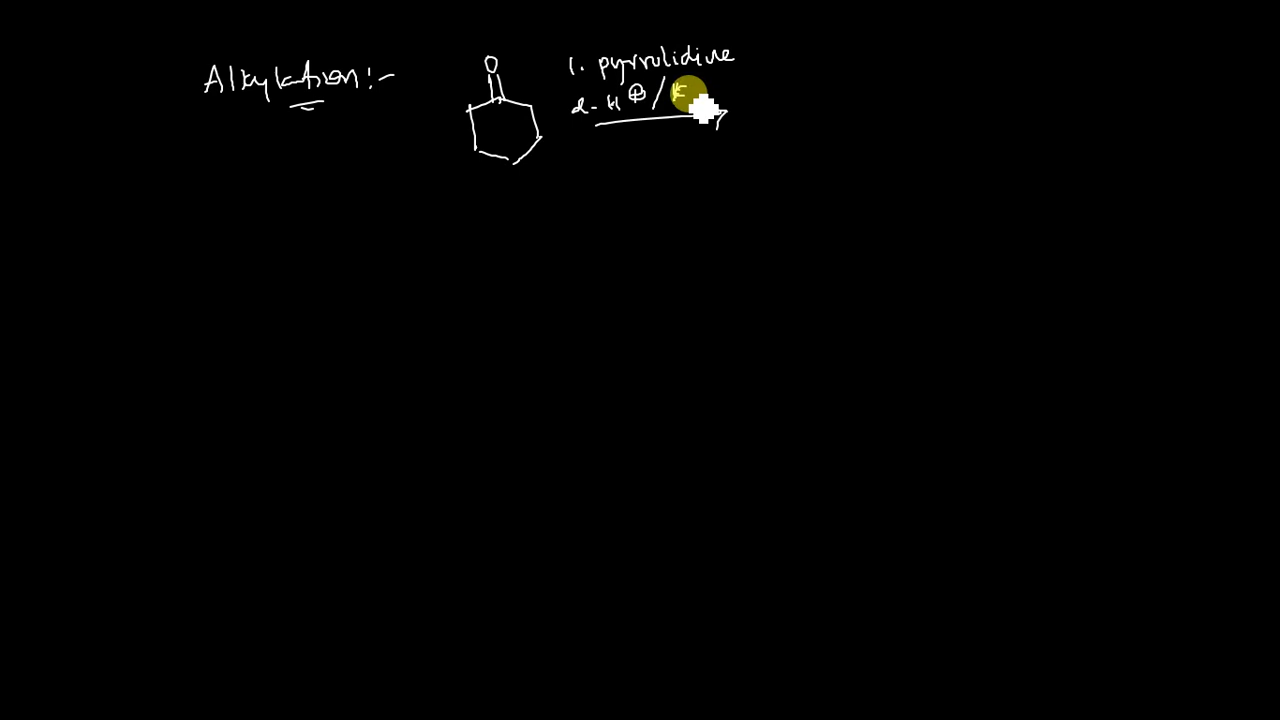 Alkylation:-
O
1. pyrrolidine
2. H⊕/